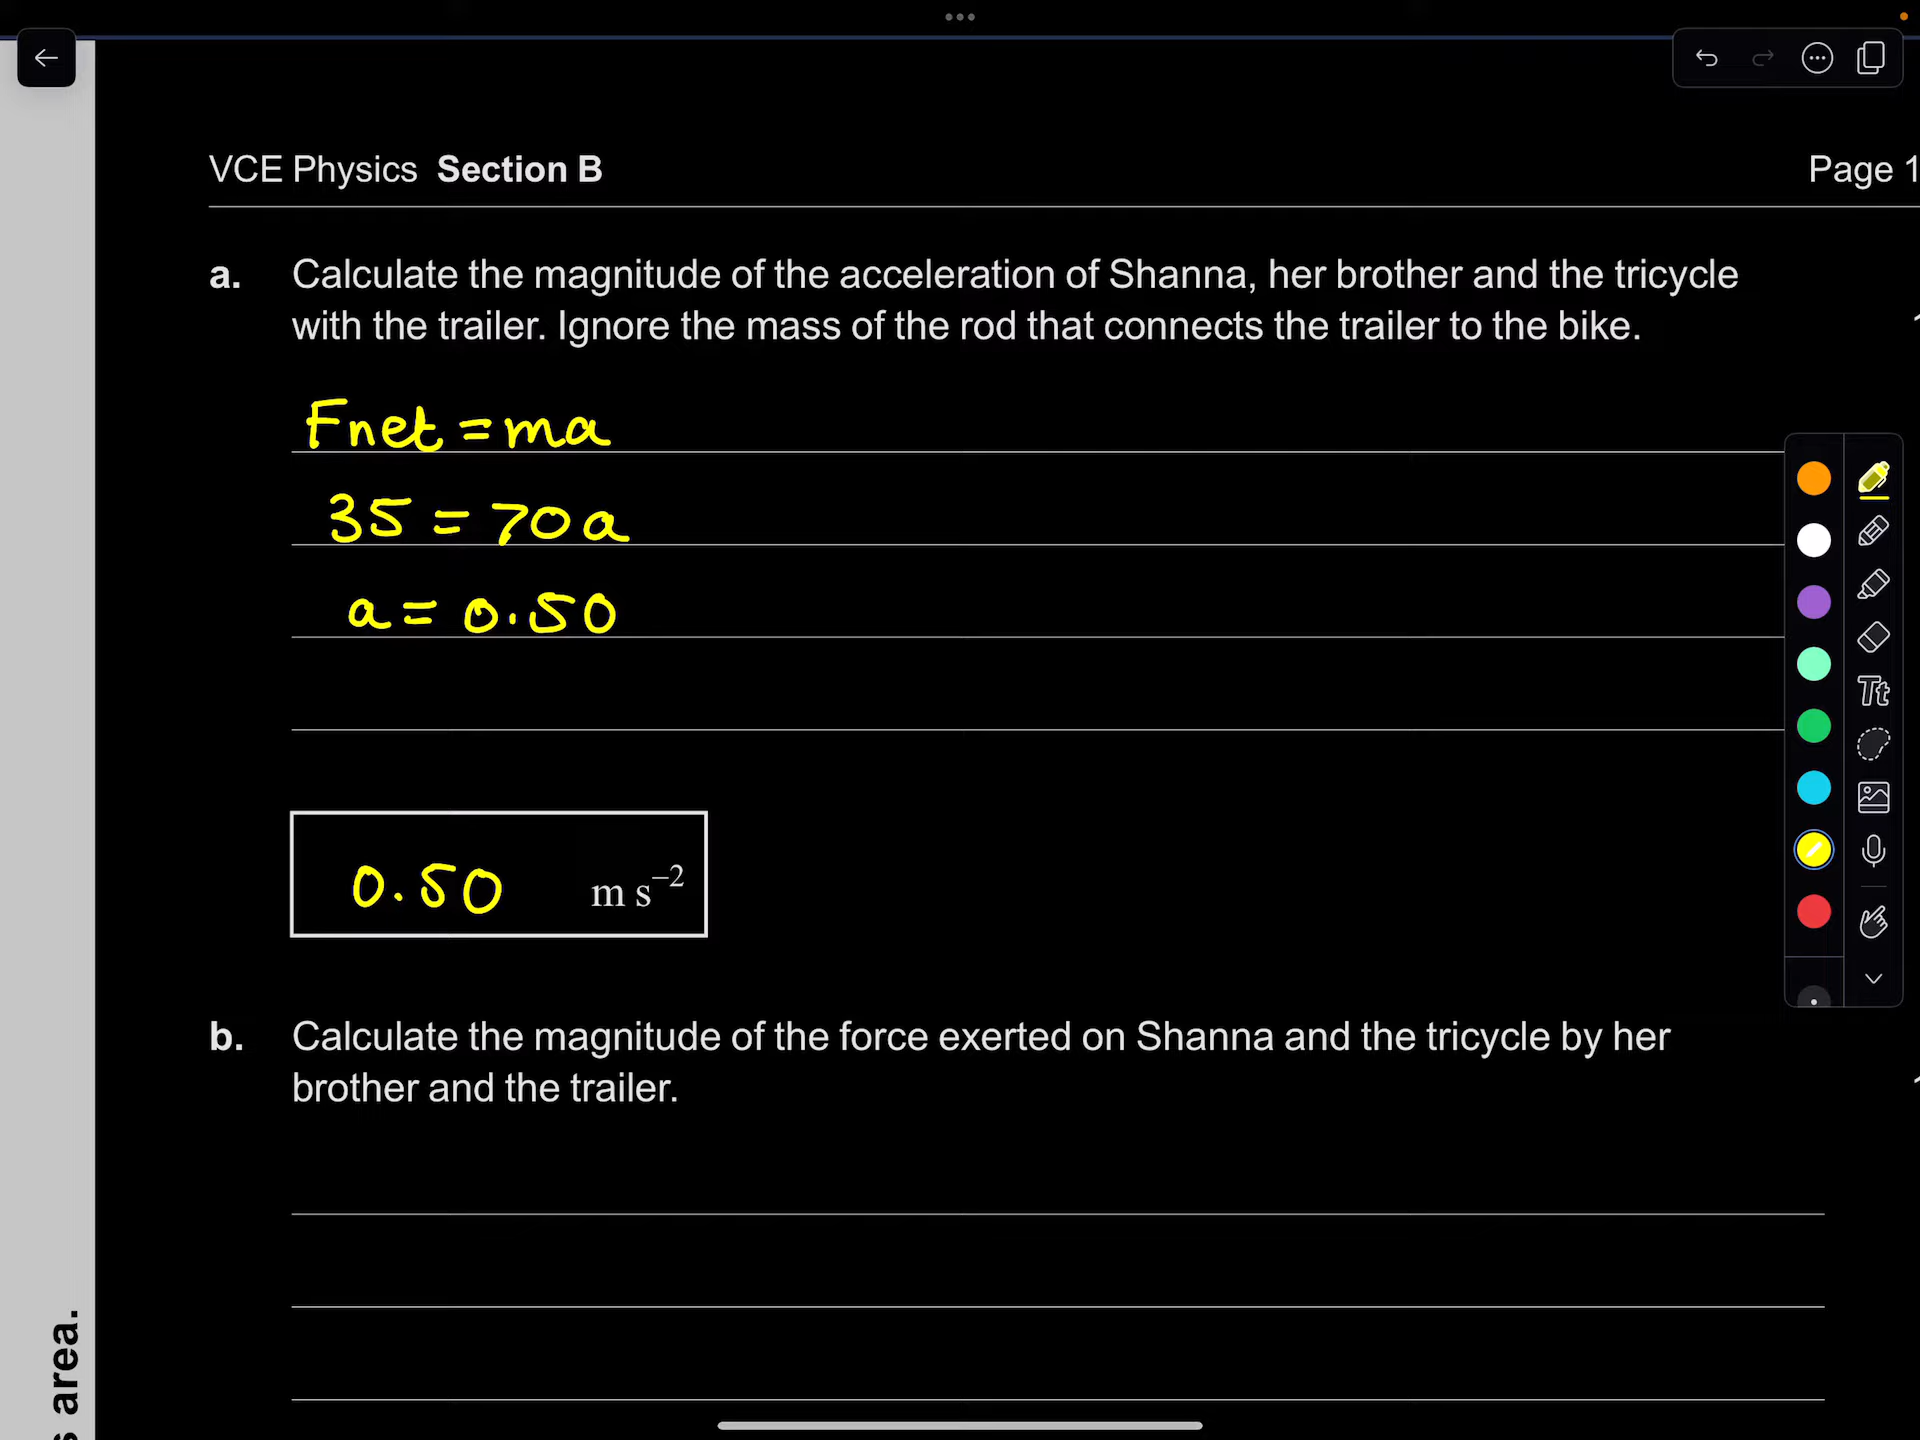 VCE Physics Section B
Page 1
a. Calculate the magnitude of the acceleration of Shanna, her brother and the tricycle
with the trailer. Ignore the mass of the rod that connects the trailer to the bike.
Fnet = ma
35 = 70a
a = 0.50
0.50 m s⁻²
b. Calculate the magnitude of the force exerted on Shanna and the tricycle by her
brother and the trailer.
area.
Tt